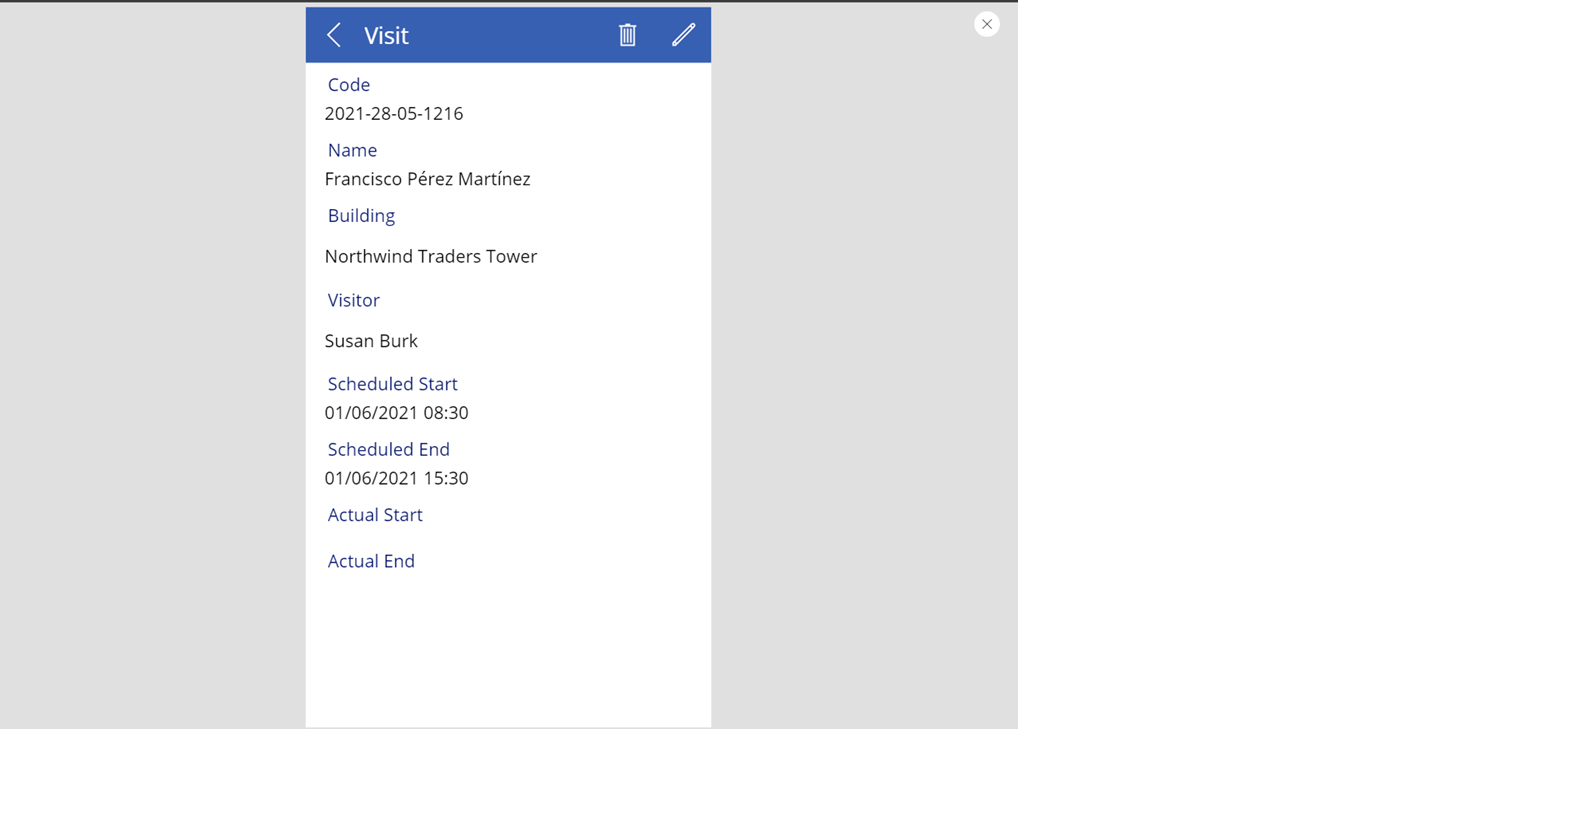 Visit
Code
2021-28-05-1216
Name
Francisco Pérez Martínez
Building
Northwind Traders Tower
Visitor
Susan Burk
Scheduled Start
01/06/2021 08:30
Scheduled End
01/06/2021 15:30
Actual Start
Actual End